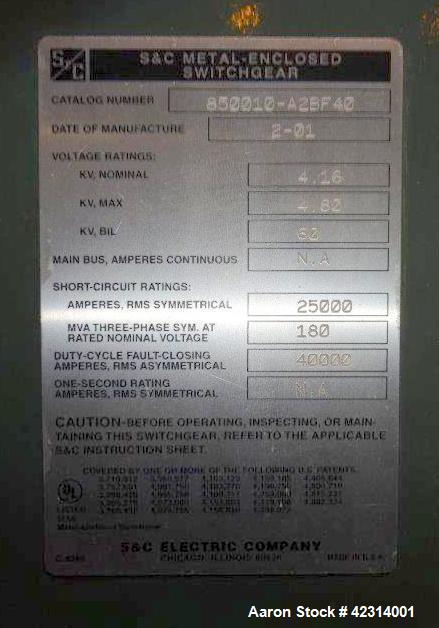 S&C
S&C METAL-ENCLOSED
SWITCHGEAR
CATALOG NUMBER 850010-A2BF40
DATE OF MANUFACTURE 2-01
VOLTAGE RATINGS:
KV, NOMINAL 4.16
KV, MAX
KV, BIL 60
MAIN BUS, AMPERES CONTINUOUS N.A
SHORT-CIRCUIT RATINGS:
AMPERES, RMS SYMMETRICAL 25000
MVA THREE-PHASE SYM. AT
RATED NOMINAL VOLTAGE 180
DUTY-CYCLE FAULT-CLOSING
AMPERES, RMS ASYMMETRICAL 40000
ONE-SECOND RATING
AMPERES, RMS SYMMETRICAL N.A
CAUTION-BEFORE OPERATING, INSPECTING, OR MAIN-
TAINING THIS SWITCHGEAR, REFER TO THE APPLICABLE
S&C INSTRUCTION SHEET.
COVERED BY ONE OR MORE OF THE FOLLOWING U.S. PATENTS.
UL
LISTED
S&C ELECTRIC COMPANY
CHICAGO, ILLINOIS
MADE IN U.S.A.
Aaron Stock # 42314001